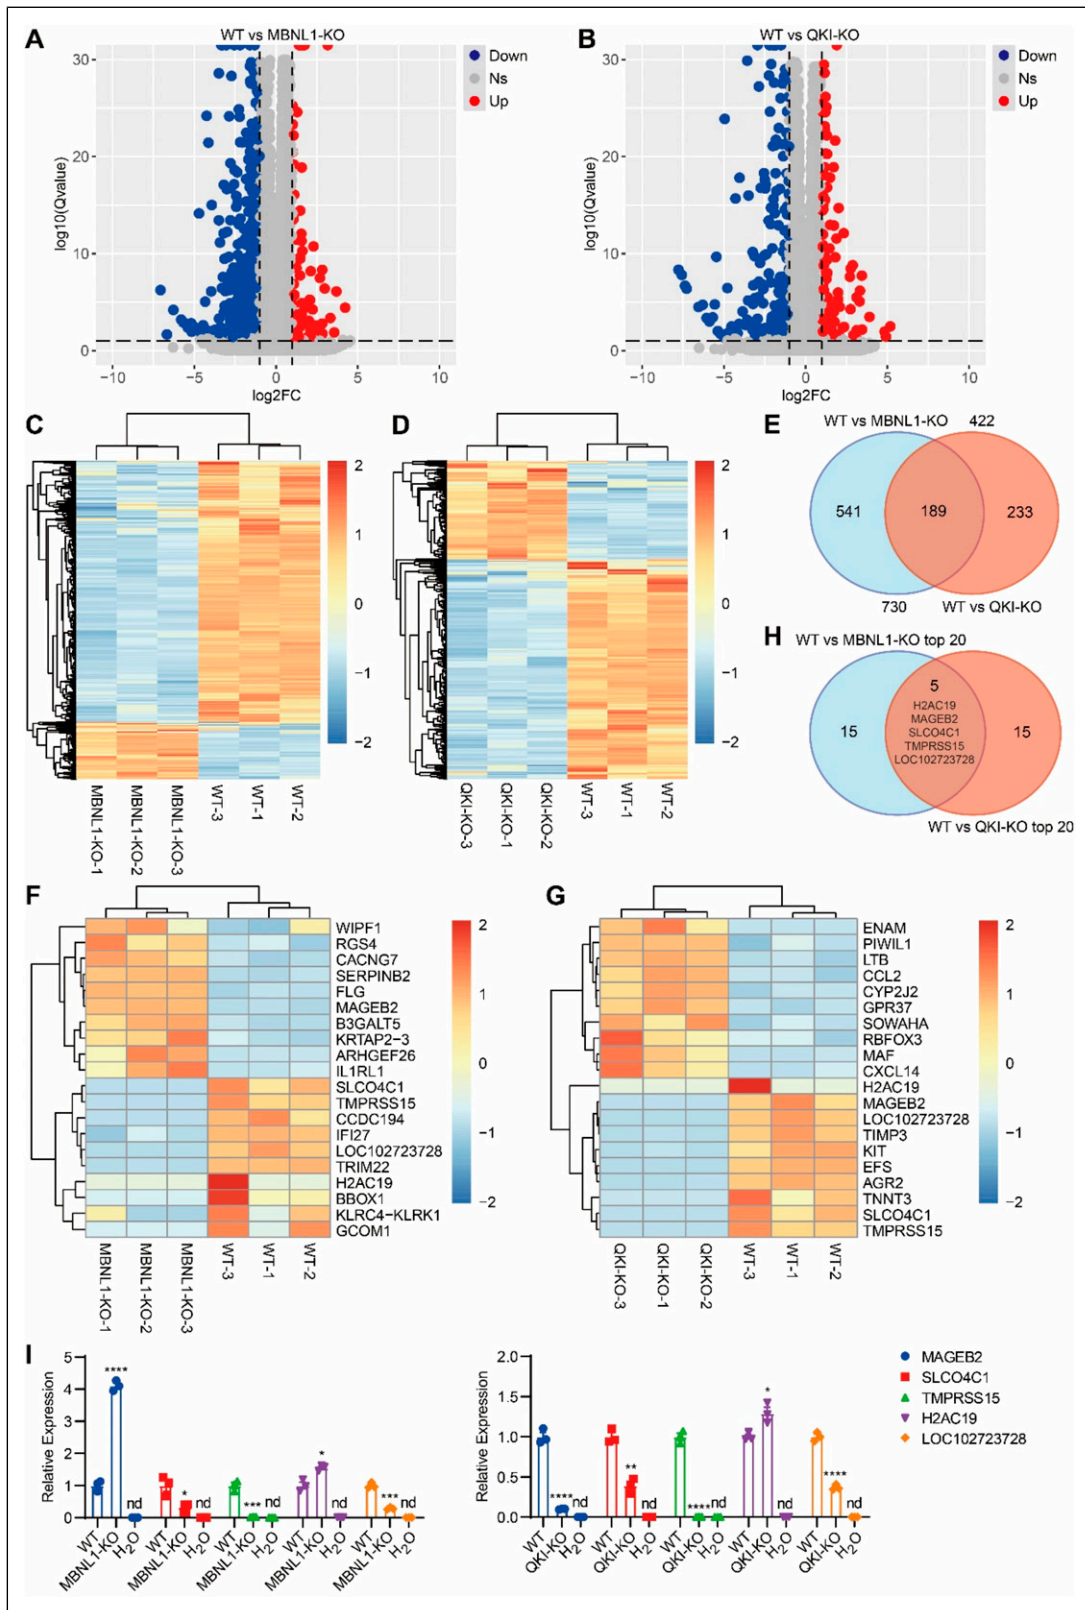 A
WT vs MBNL1-KO
30
20
10
0
log10(Qvalue)
−10
−5
0
5
10
log2FC
Down
Ns
Up
B
WT vs QKI-KO
30
20
10
0
log10(Qvalue)
−10
−5
0
5
10
log2FC
Down
Ns
Up
C
2
1
0
−1
−2
MBNL1-KO-1
MBNL1-KO-2
MBNL1-KO-3
WT-3
WT-1
WT-2
D
2
1
0
−1
−2
QKI-KO-3
QKI-KO-1
QKI-KO-2
WT-3
WT-1
WT-2
E
WT vs MBNL1-KO
422
541
189
233
730
WT vs QKI-KO
H
WT vs MBNL1-KO top 20
15
5
H2AC19
MAGEB2
SLCO4C1
TMPRSS15
LOC102723728
15
WT vs QKI-KO top 20
F
WIPF1
RGS4
CACNG7
SERPINB2
FLG
MAGEB2
B3GALT5
KRTAP2−3
ARHGEF26
IL1RL1
SLCO4C1
TMPRSS15
CCDC194
IFI27
LOC102723728
TRIM22
H2AC19
BBOX1
KLRC4−KLRK1
GCOM1
2
1
0
−1
−2
MBNL1-KO-1
MBNL1-KO-2
MBNL1-KO-3
WT-3
WT-1
WT-2
G
ENAM
PIWIL1
LTB
CCL2
CYP2J2
GPR37
SOWAHA
RBFOX3
MAF
CXCL14
H2AC19
MAGEB2
LOC102723728
TIMP3
KIT
EFS
AGR2
TNNT3
SLCO4C1
TMPRSS15
2
1
0
−1
−2
QKI-KO-3
QKI-KO-1
QKI-KO-2
WT-3
WT-1
WT-2
I
Relative Expression
5
4
3
2
1
0
****
nd
*
nd
***
nd
*
nd
***
nd
WT
MBNL1-KO
H₂O
WT
MBNL1-KO
H₂O
WT
MBNL1-KO
H₂O
WT
MBNL1-KO
H₂O
WT
MBNL1-KO
H₂O
Relative Expression
2.0
1.5
1.0
0.5
0.0
****
nd
**
nd
****
nd
*
nd
****
nd
WT
QKI-KO
H₂O
WT
QKI-KO
H₂O
WT
QKI-KO
H₂O
WT
QKI-KO
H₂O
WT
QKI-KO
H₂O
MAGEB2
SLCO4C1
TMPRSS15
H2AC19
LOC102723728